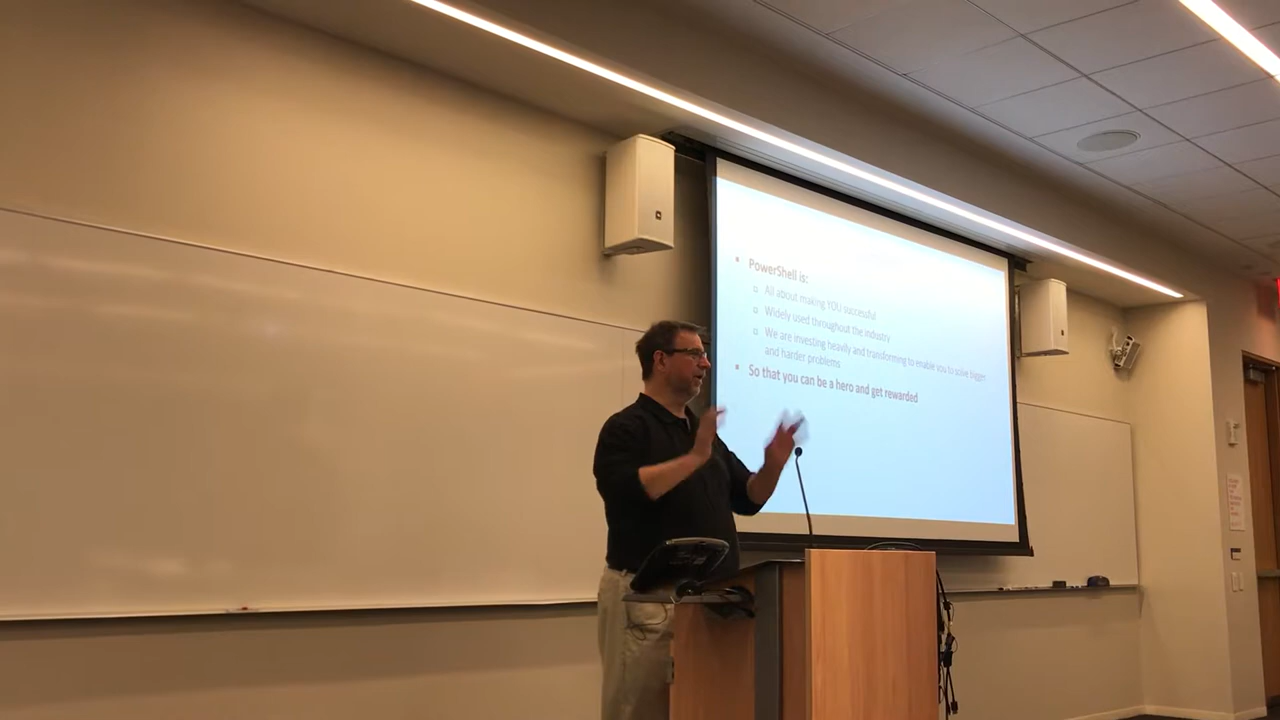 PowerShell is:
All about making YOU successful
Widely used throughout the industry
We are investing heavily and transforming to enable you to solve bigger
and harder problems
So that you can be a hero and get rewarded